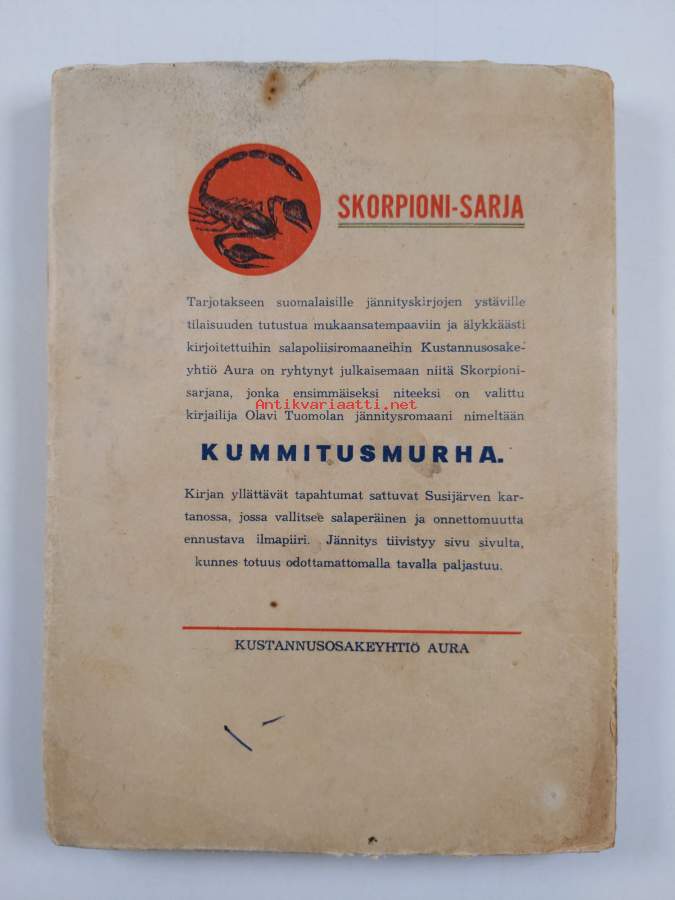 SKORPIONI-SARJA
Tarjotakseen suomalaisille jännityskirjojen ystäville
tilaisuuden tutustua mukaansatempaaviin ja älykkäästi
kirjoitettuihin salapoliisiromaaneihin Kustannusosake-
yhtiö Aura on ryhtynyt julkaisemaan niitä Skorpioni-
sarjana, jonka ensimmäiseksi niteeksi on valittu
Antikvariaatti.net
kirjailija Olavi Tuomolan jännitysromaani nimeltään
KUMMITUSMURHA.
Kirjan yllättävät tapahtumat sattuvat Susijärven kar-
tanossa, jossa vallitsee salaperäinen ja onnettomuutta
ennustava ilmapiiri. Jännitys tiivistyy sivu sivulta,
kunnes totuus odottamattomalla tavalla paljastuu.
KUSTANNUSOSAKEYHTIÖ AURA